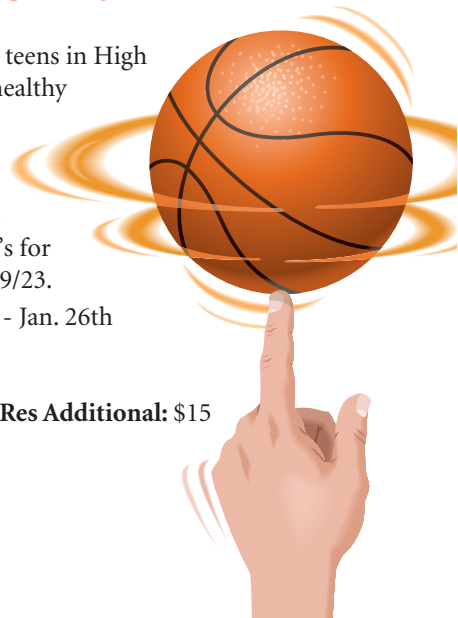 teens in High
healthy
's for
9/23.
- Jan. 26th
Res Additional: $15